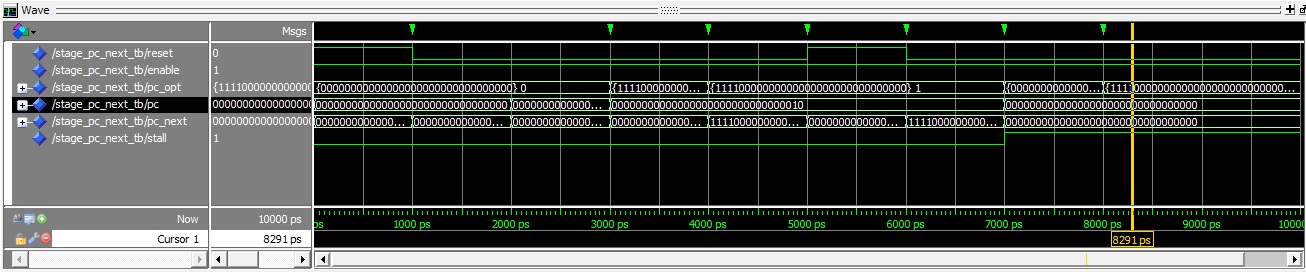 Wave
Msgs
/stage_pc_next_tb/reset 0
/stage_pc_next_tb/enable 1
/stage_pc_next_tb/pc_opt {1111000000000000 {00000000000000000000000000000000} 0 {111100000000... {11110000000000000000000000000000} 1 {000000000000... {11110000000000000000000000000000...
/stage_pc_next_tb/pc 0000000000000000 00000000000000000000000000000000 000000000000... 00000000000000000000000000000010 00000000000000000000000000000000
/stage_pc_next_tb/pc_next 0000000000000000 000000000000... 000000000000... 000000000000... 000000000000... 111100000000... 000000000000... 111100000000... 00000000000000000000000000000000
/stage_pc_next_tb/stall 1
Now 10000 ps ps 1000 ps 2000 ps 3000 ps 4000 ps 5000 ps 6000 ps 7000 ps 8000 ps 9000 ps 10000
Cursor 1 8291 ps 8291 ps